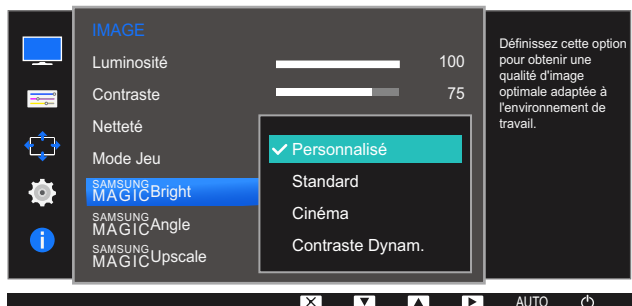 IMAGE
Luminosité 100
Contraste 75
Netteté
Mode Jeu
SAMSUNG
MAGICBright
SAMSUNG
MAGICAngle
SAMSUNG
MAGICUpscale
Personnalisé
Standard
Cinéma
Contraste Dynam.
Définissez cette option
pour obtenir une
qualité d'image
optimale adaptée à
l'environnement de
travail.
i
AUTO